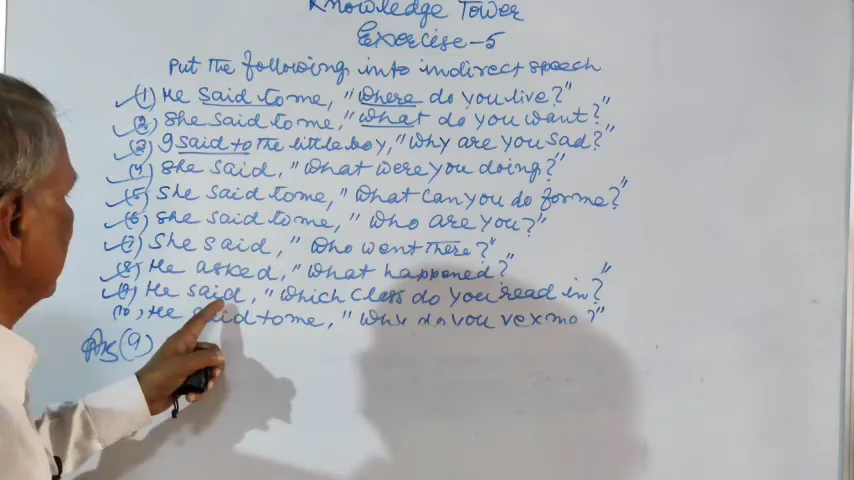 Knowledge Tower
Exercise-5
Put the following into indirect speech
(1) He said to me, "where do you live?"
(2) She said to me, "what do you want?"
(3) I said to the little boy, "Why are you sad?"
(4) She said, "What were you doing?"
(5) She said to me, "What can you do for me?"
(6) She said to me, "Who are you?"
(7) She said, "Who went there?"
(8) He asked, "What happened?"
(9) He said, "Which class do you read in?"
(10) He said to me, "Why do you vex me?"
Ans (9)